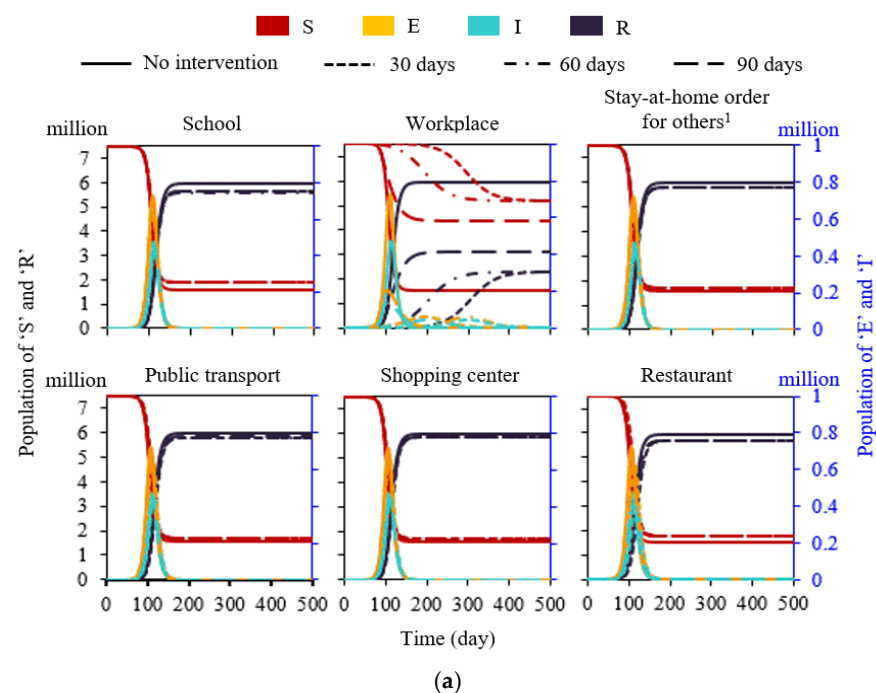 S E I R
No intervention 30 days 60 days 90 days
Stay-at-home order
million School Workplace for others1 million
7
6
5
4
3
2
1
0
1
0.8
0.6
0.4
0.2
0
million Public transport Shopping center Restaurant million
7
6
5
4
3
2
1
0
1
0.8
0.6
0.4
0.2
0
0 100 200 300 400 500 0 100 200 300 400 500 0 100 200 300 400 500
Population of 'S' and 'R'
Population of 'E' and 'I'
Time (day)
(a)